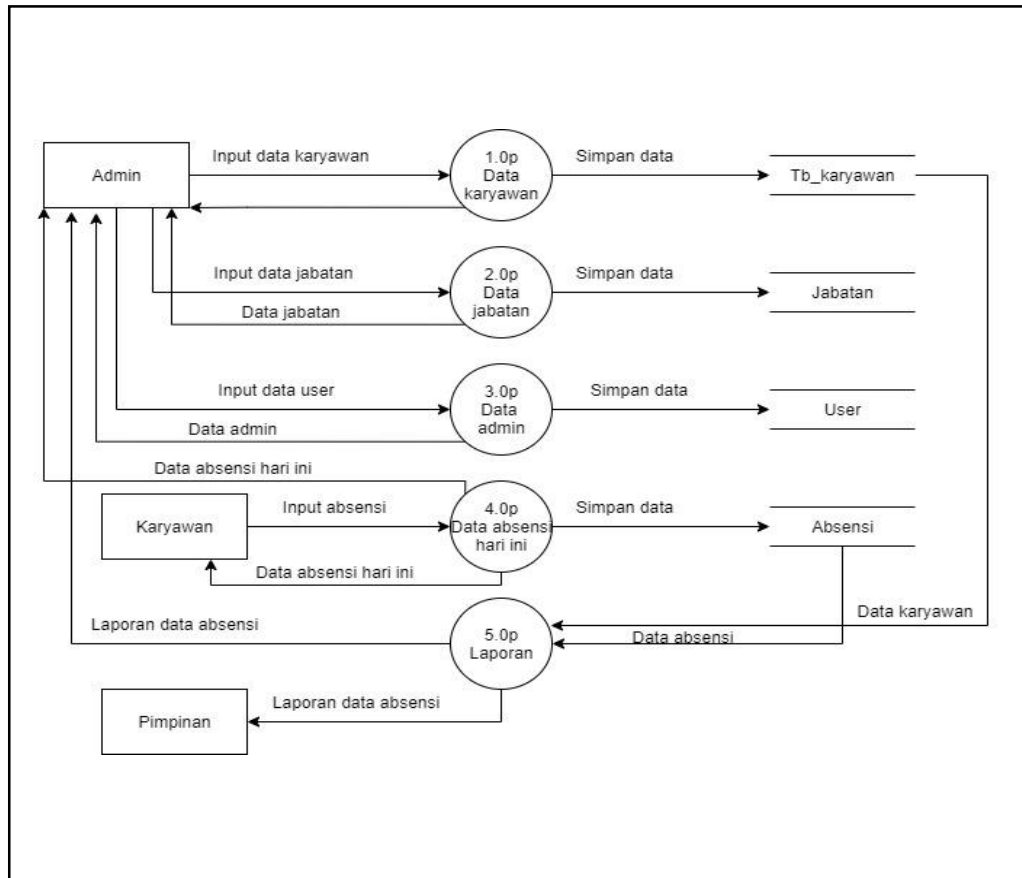 Admin
Input data karyawan
1.0p
Data
karyawan
Simpan data
Tb_karyawan
Input data jabatan
Data jabatan
2.0p
Data
jabatan
Simpan data
Jabatan
Input data user
Data admin
3.0p
Data
admin
Simpan data
User
Data absensi hari ini
Karyawan
Input absensi
4.0p
Data absensi
hari ini
Simpan data
Absensi
Data absensi hari ini
Data karyawan
Laporan data absensi
5.0p
Laporan
Data absensi
Pimpinan
Laporan data absensi